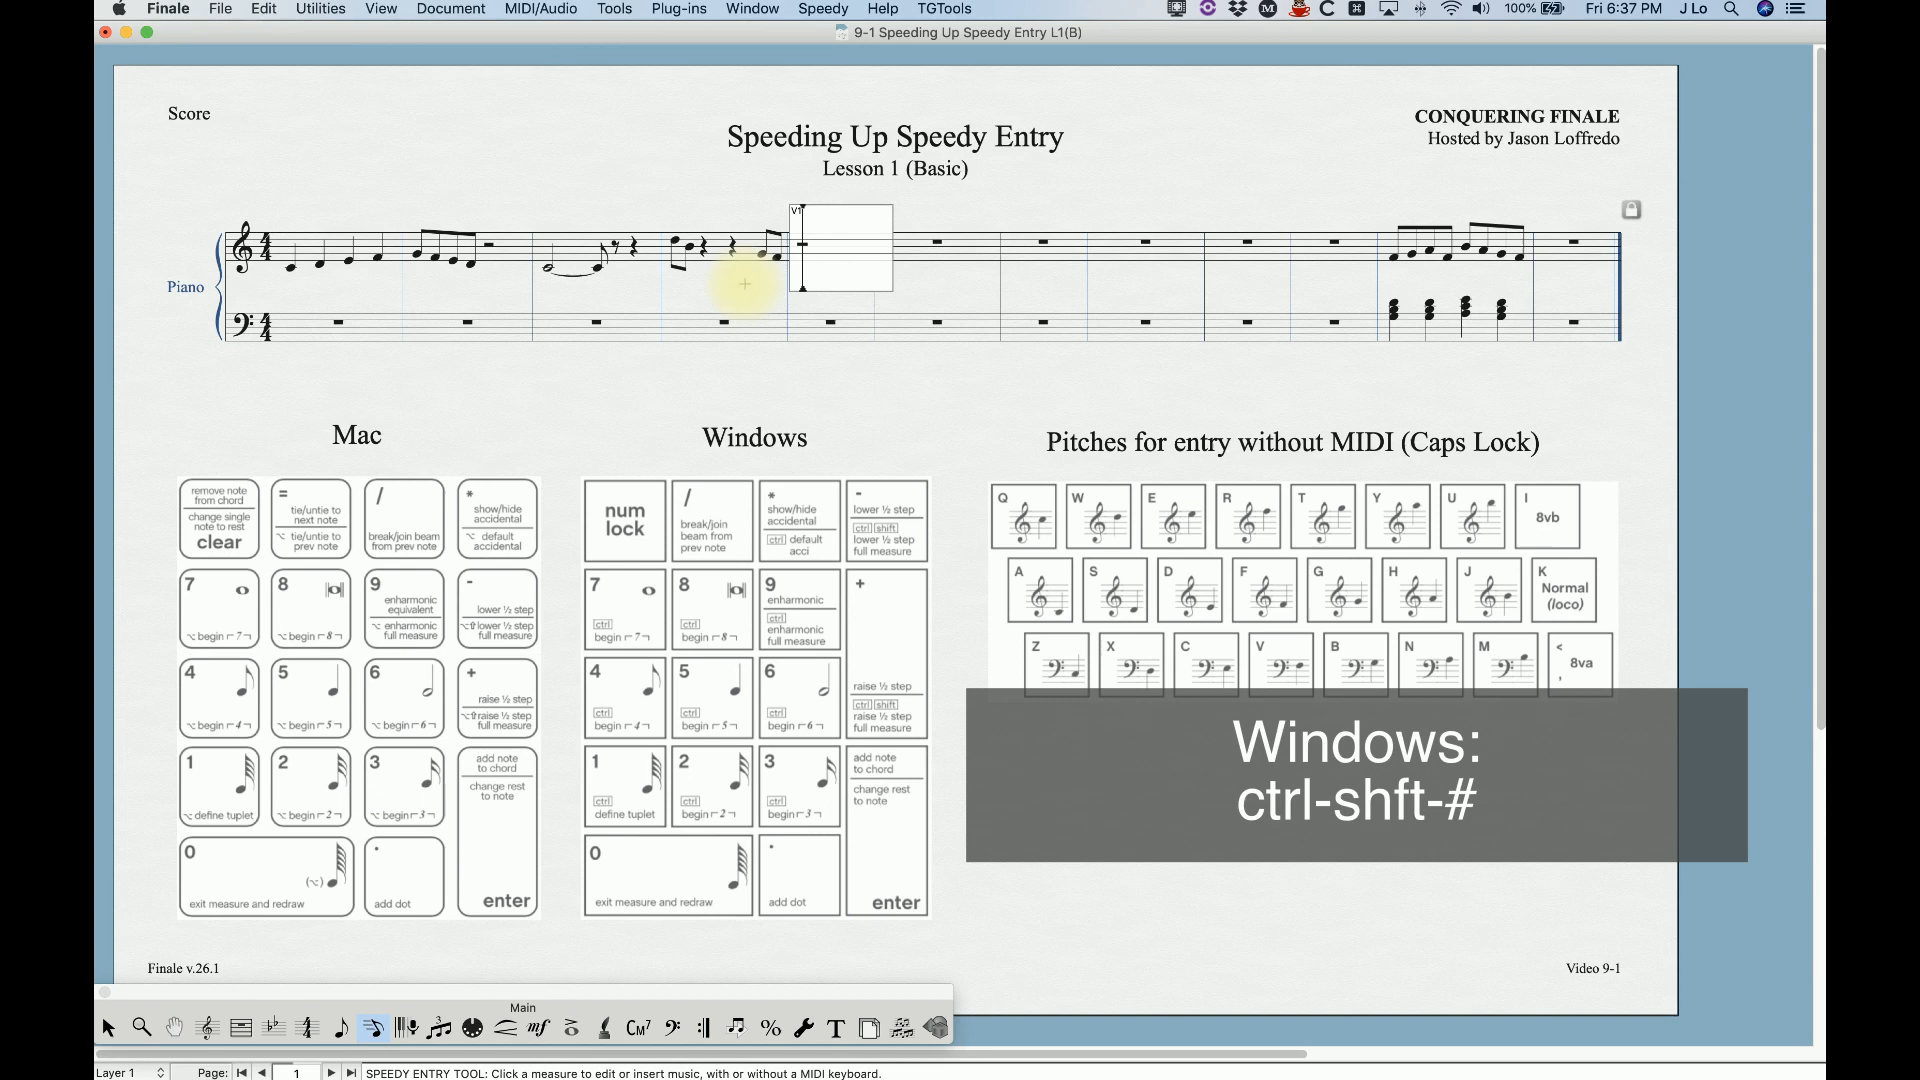 Finale File Edit Utilities View Document MIDI/Audio Tools Plug-ins Window Speedy Help TGTools 100% Fri 6:37 PM J Lo
9-1 Speeding Up Speedy Entry L1(B)
Score
CONQUERING FINALE
Hosted by Jason Loffredo
Speeding Up Speedy Entry
Lesson 1 (Basic)
V1
Piano
Mac
Windows
Pitches for entry without MIDI (Caps Lock)
remove note
from chord
change single
note to rest
clear
=
tie/untie to
next note
⌥ tie/untie to
prev note
/
break/join beam
from prev note
*
show/hide
accidental
⌥ default
accidental
7
⌥ begin ⌐7¬
8
⌥ begin ⌐8¬
9
enharmonic
equivalent
⌥ enharmonic
full measure
-
lower ½ step
⌥⇧ lower ½ step
full measure
4
⌥ begin ⌐4¬
5
⌥ begin ⌐5¬
6
⌥ begin ⌐6¬
+
raise ½ step
⌥⇧ raise ½ step
full measure
1
⌥ define tuplet
2
⌥ begin ⌐2¬
3
⌥ begin ⌐3¬
add note
to chord
change rest
to note
enter
0
(⌥)
exit measure and redraw
.
add dot
num
lock
/
break/join
beam from
prev note
*
show/hide
accidental
ctrl default
acci
-
lower ½ step
ctrl shift
lower ½ step
full measure
7
ctrl
begin ⌐7¬
8
ctrl
begin ⌐8¬
9
enharmonic
ctrl
enharmonic
full measure
+
raise ½ step
ctrl shift
raise ½ step
full measure
4
ctrl
begin ⌐4¬
5
ctrl
begin ⌐5¬
6
ctrl
begin ⌐6¬
1
ctrl
define tuplet
2
ctrl
begin ⌐2¬
3
ctrl
begin ⌐3¬
add note
to chord
change rest
to note
enter
0
exit measure and redraw
.
add dot
Q W E R T Y U I
8vb
A S D F G H J K
Normal
(loco)
Z X C V B N M <
8va
,
Windows:
ctrl-shft-#
Finale v.26.1
Video 9-1
Main
mf CM7 % T
Layer 1 Page: 1 SPEEDY ENTRY TOOL: Click a measure to edit or insert music, with or without a MIDI keyboard.